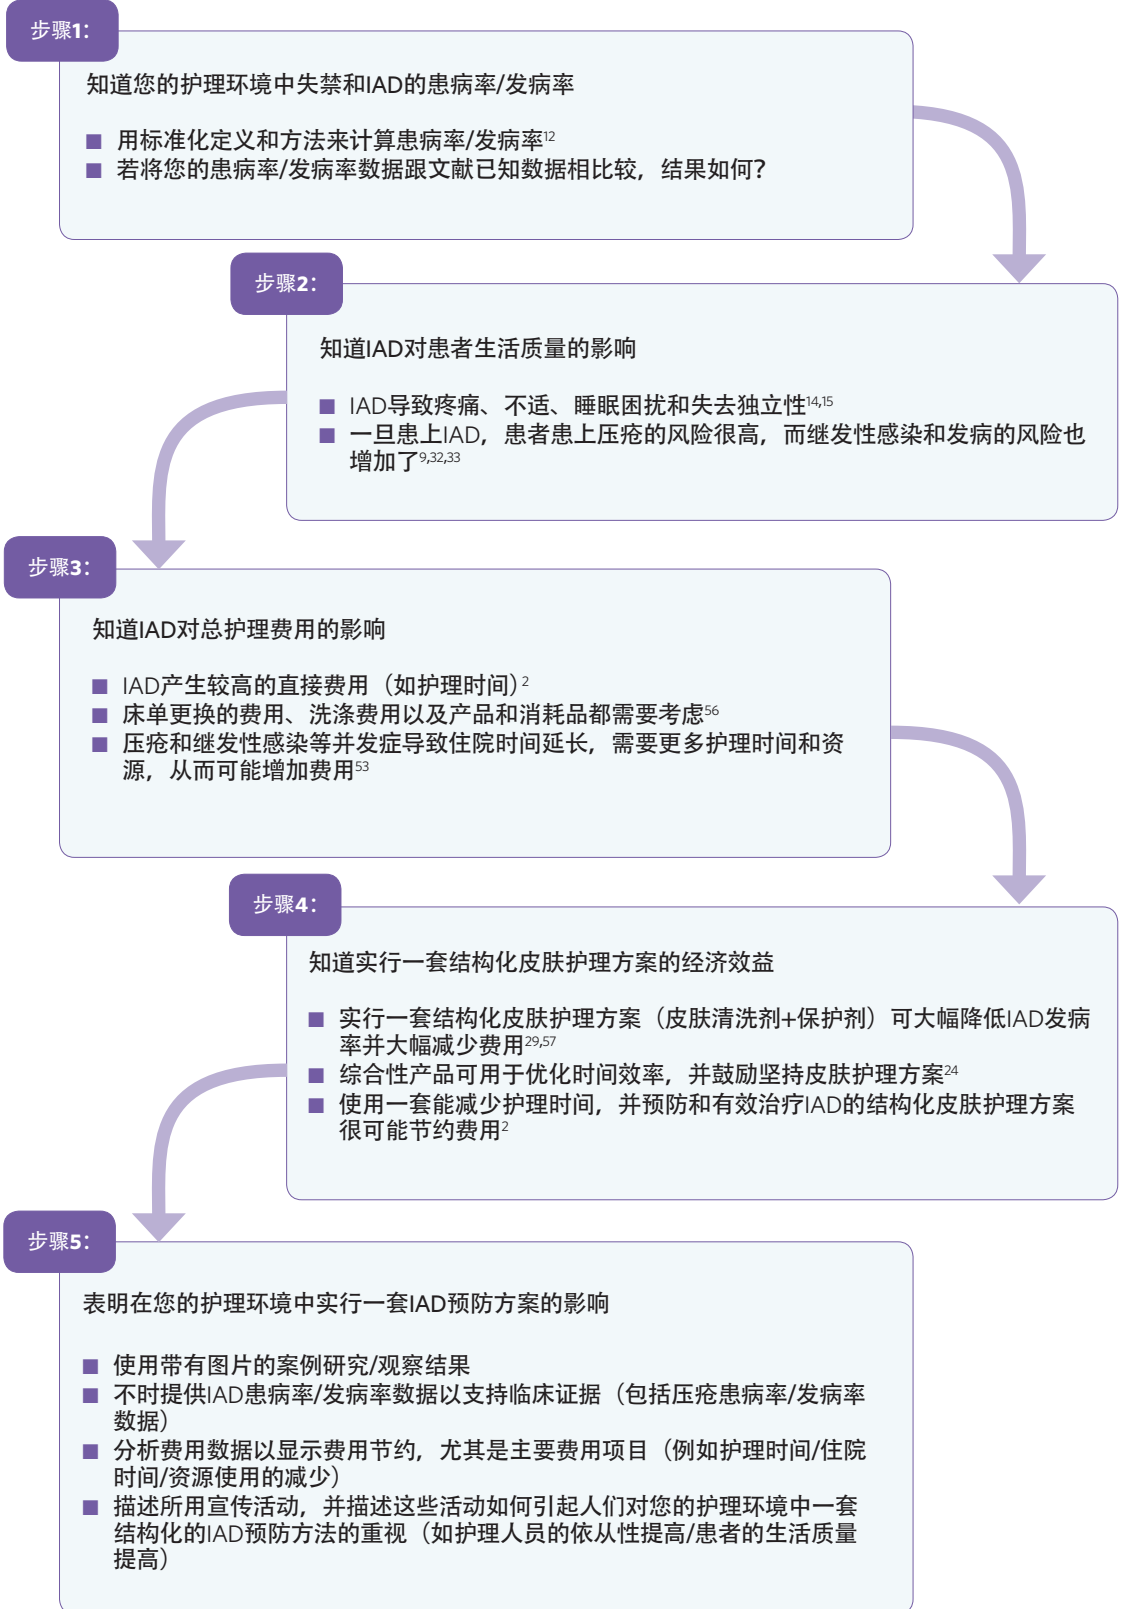 步骤1：
知道您的护理环境中失禁和IAD的患病率/发病率
■ 用标准化定义和方法来计算患病率/发病率12
■ 若将您的患病率/发病率数据跟文献已知数据相比较，结果如何？
步骤2：
知道IAD对患者生活质量的影响
■ IAD导致疼痛、不适、睡眠困扰和失去独立性14,15
■ 一旦患上IAD，患者患上压疮的风险很高，而继发性感染和发病的风险也
增加了9,32,33
步骤3：
知道IAD对总护理费用的影响
■ IAD产生较高的直接费用（如护理时间）2
■ 床单更换的费用、洗涤费用以及产品和消耗品都需要考虑56
■ 压疮和继发性感染等并发症导致住院时间延长，需要更多护理时间和资
源，从而可能增加费用53
步骤4：
知道实行一套结构化皮肤护理方案的经济效益
■ 实行一套结构化皮肤护理方案（皮肤清洗剂+保护剂）可大幅降低IAD发病
率并大幅减少费用29,57
■ 综合性产品可用于优化时间效率，并鼓励坚持皮肤护理方案24
■ 使用一套能减少护理时间，并预防和有效治疗IAD的结构化皮肤护理方案
很可能节约费用2
步骤5：
表明在您的护理环境中实行一套IAD预防方案的影响
■ 使用带有图片的案例研究/观察结果
■ 不时提供IAD患病率/发病率数据以支持临床证据（包括压疮患病率/发病率
数据）
■ 分析费用数据以显示费用节约，尤其是主要费用项目（例如护理时间/住院
时间/资源使用的减少）
■ 描述所用宣传活动，并描述这些活动如何引起人们对您的护理环境中一套
结构化的IAD预防方法的重视（如护理人员的依从性提高/患者的生活质量
提高）